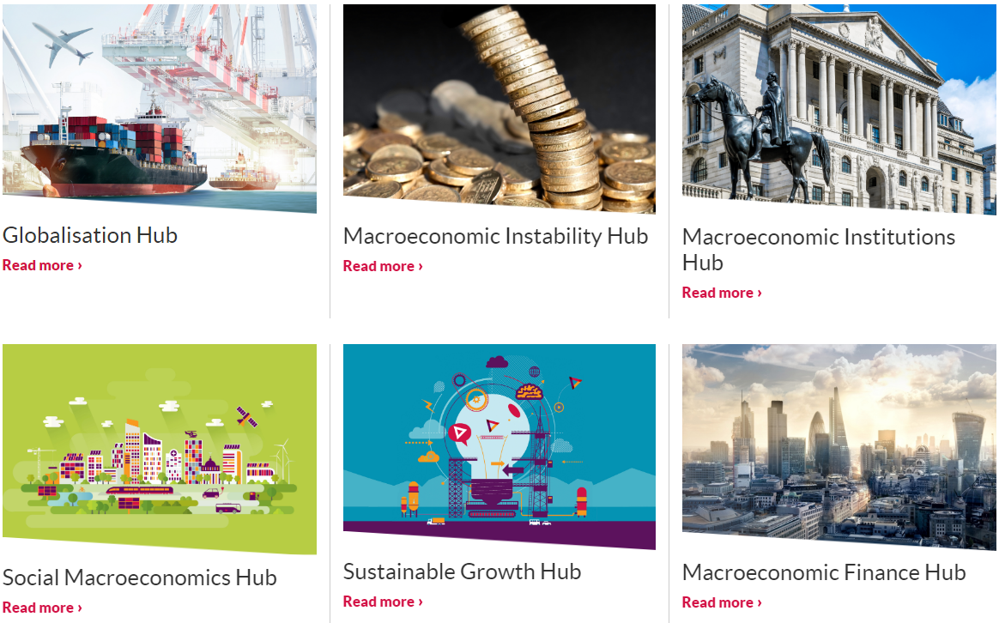 Globalisation Hub
Read more ›
Macroeconomic Instability Hub
Read more ›
Macroeconomic Institutions
Hub
Read more ›
Social Macroeconomics Hub
Read more ›
Sustainable Growth Hub
Read more ›
Macroeconomic Finance Hub
Read more ›